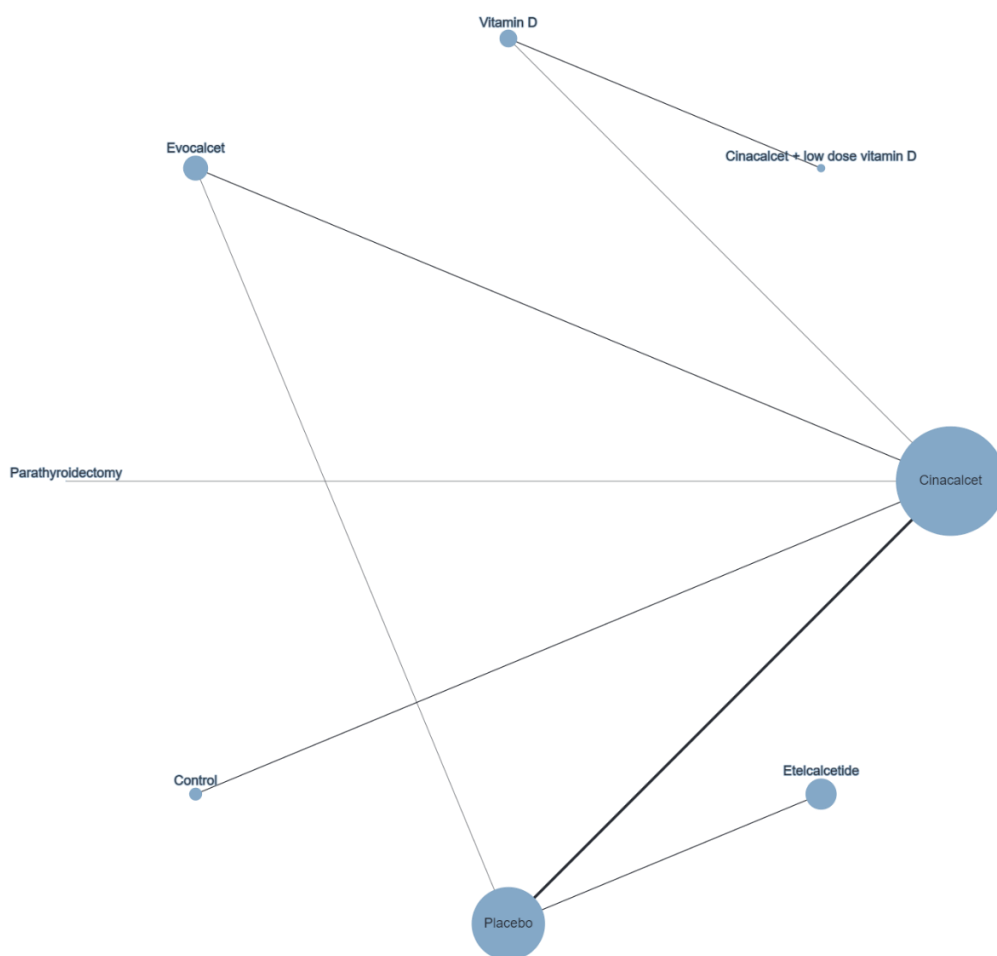 Vitamin D
Evocalcet
Cinacalcet + low dose vitamin D
Parathyroidectomy
Cinacalcet
Control
Etelcalcetide
Placebo